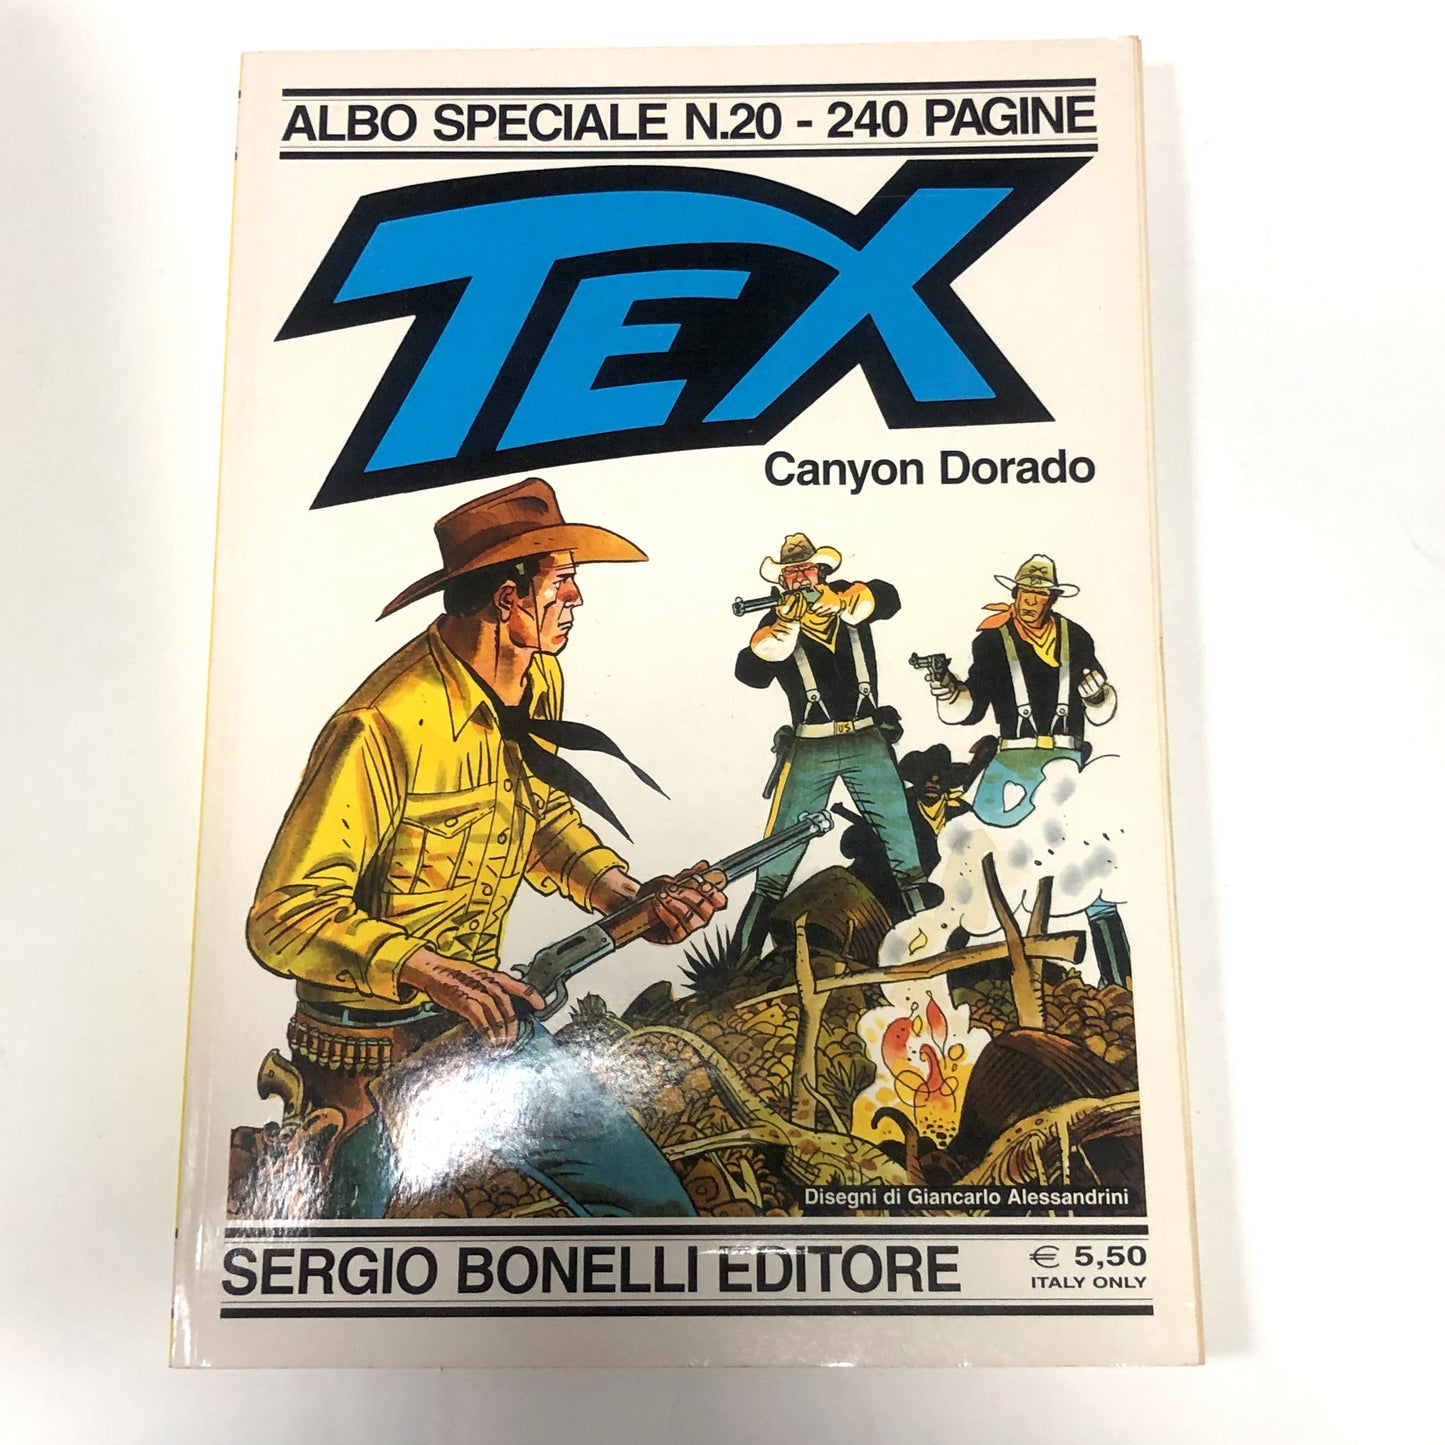 ALBO SPECIALE N.20 - 240 PAGINE
TEX
Canyon Dorado
US
Disegni di Giancarlo Alessandrini
SERGIO BONELLI EDITORE
€ 5,50
ITALY ONLY